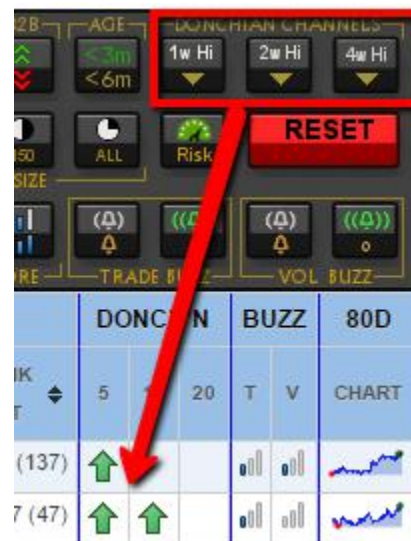 AGE
DONCHIAN CHANNELS
<3m
<6m
1w Hi
2w Hi
4w Hi
ALL
Risk
RESET
SIZE
TRADE BUZZ
VOL BUZZ
BUZZ
80D
5
20
T
V
CHART
(137)
(47)